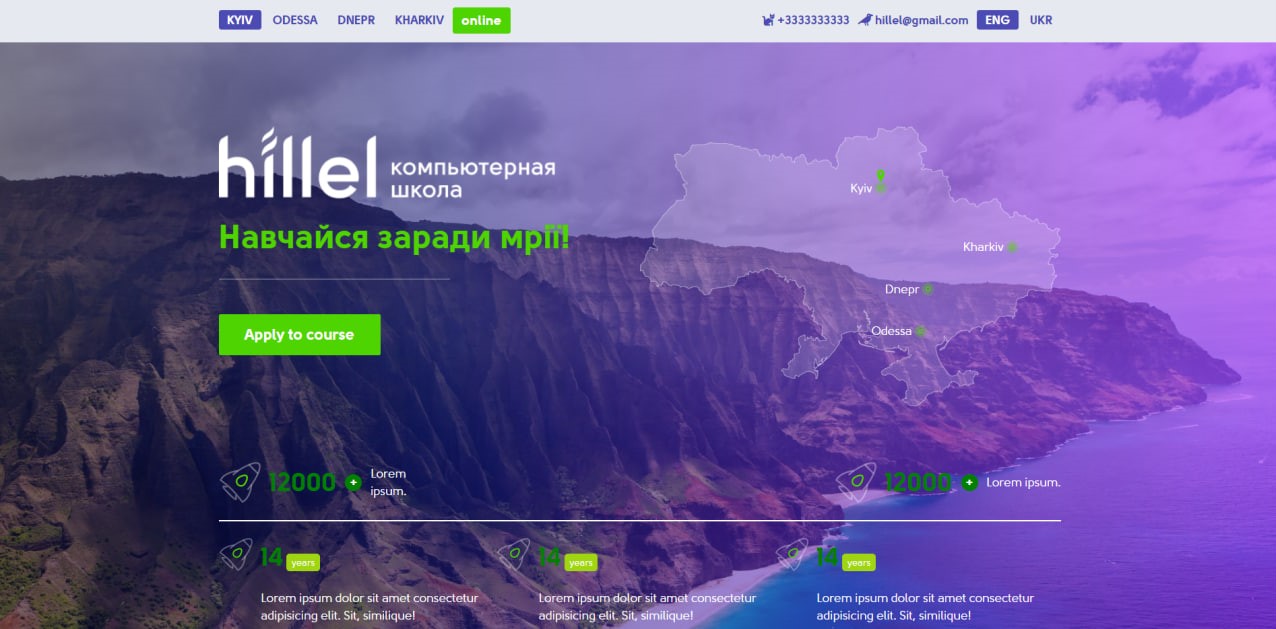 KYIV ODESSA DNEPR KHARKIV online +3333333333 hillel@gmail.com ENG UKR
hillel компьютерная
школа
Навчайся заради мрії!
Apply to course
Kyiv
Kharkiv
Dnepr
Odessa
12000 + Lorem
ipsum.
12000 + Lorem ipsum.
14 years
Lorem ipsum dolor sit amet consectetur
adipisicing elit. Sit, similique!
14 years
Lorem ipsum dolor sit amet consectetur
adipisicing elit. Sit, similique!
14 years
Lorem ipsum dolor sit amet consectetur
adipisicing elit. Sit, similique!